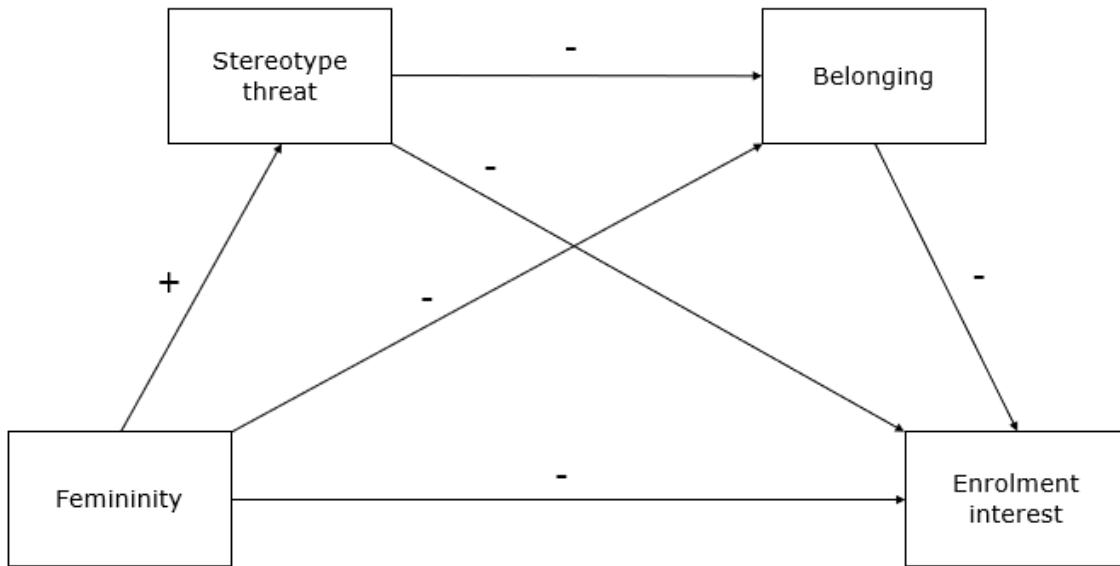 Stereotype
threat
-
Belonging
-
+
-
-
Femininity
-
Enrolment
interest